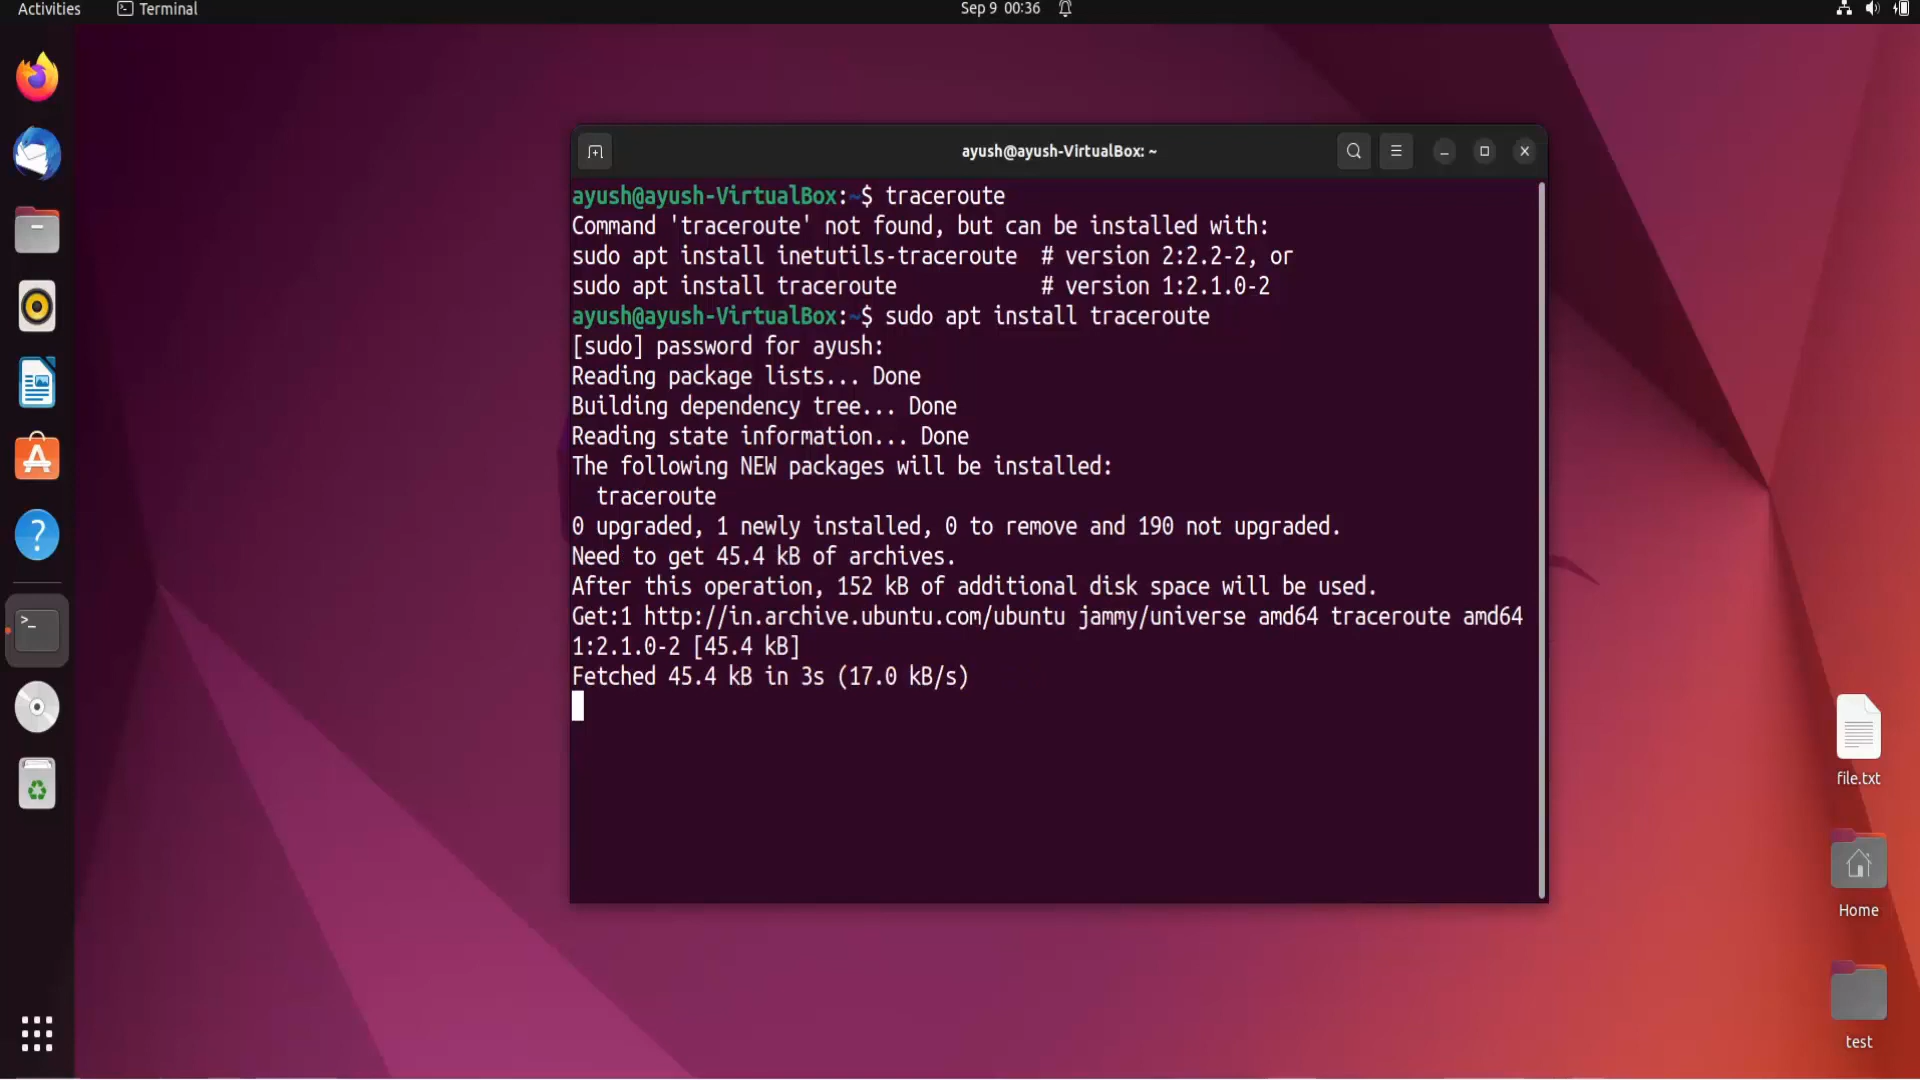 Activities
Terminal
Sep 9 00:36
ayush@ayush-VirtualBox: ~
ayush@ayush-VirtualBox:~$ traceroute
Command 'traceroute' not found, but can be installed with:
sudo apt install inetutils-traceroute  # version 2:2.2-2, or
sudo apt install traceroute            # version 1:2.1.0-2
ayush@ayush-VirtualBox:~$ sudo apt install traceroute
[sudo] password for ayush:
Reading package lists... Done
Building dependency tree... Done
Reading state information... Done
The following NEW packages will be installed:
  traceroute
0 upgraded, 1 newly installed, 0 to remove and 190 not upgraded.
Need to get 45.4 kB of archives.
After this operation, 152 kB of additional disk space will be used.
Get:1 http://in.archive.ubuntu.com/ubuntu jammy/universe amd64 traceroute amd64
1:2.1.0-2 [45.4 kB]
Fetched 45.4 kB in 3s (17.0 kB/s)
file.txt
Home
test